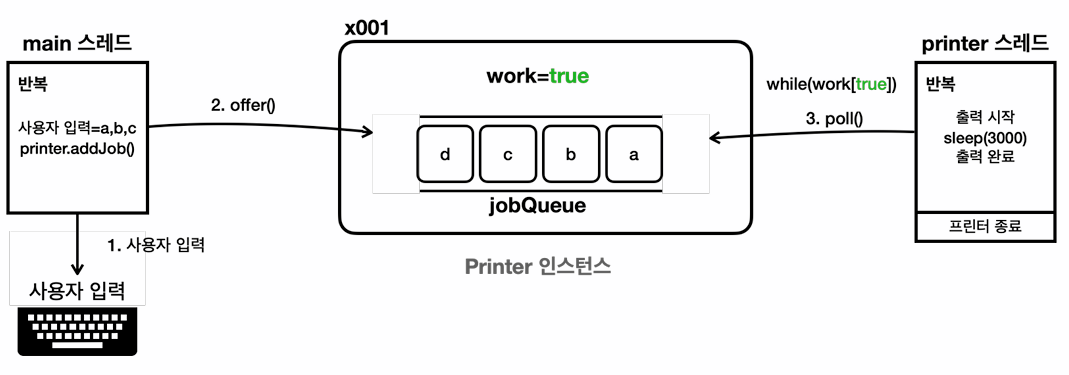 x001
main 스레드
printer 스레드
반복
사용자 입력=a,b,c
printer.addJob()
2. offer()
work=true
d c b a
jobQueue
while(work[true])
3. poll()
반복
출력 시작
sleep(3000)
출력 완료
프린터 종료
1. 사용자 입력
사용자 입력
Printer 인스턴스